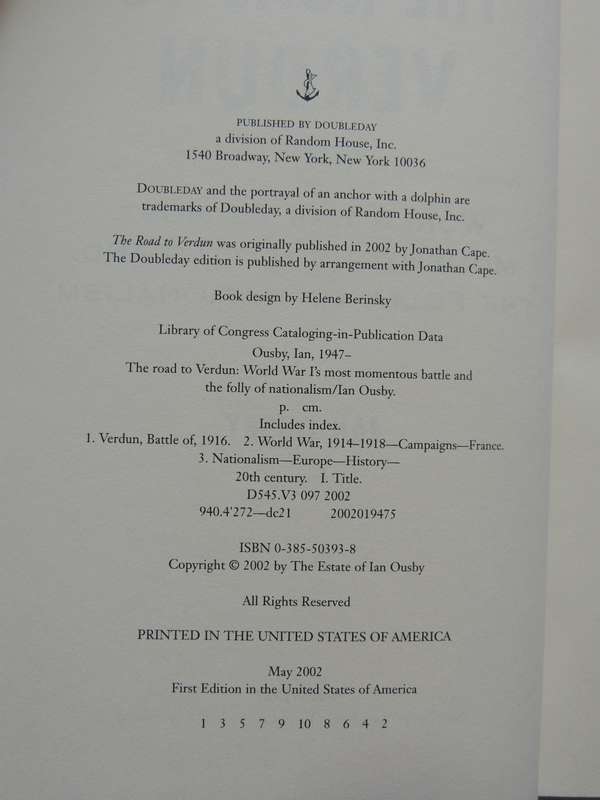 PUBLISHED BY DOUBLEDAY
a division of Random House, Inc.
1540 Broadway, New York, New York 10036
DOUBLEDAY and the portrayal of an anchor with a dolphin are
trademarks of Doubleday, a division of Random House, Inc.
The Road to Verdun was originally published in 2002 by Jonathan Cape.
The Doubleday edition is published by arrangement with Jonathan Cape.
Book design by Helene Berinsky
Library of Congress Cataloging-in-Publication Data
Ousby, Ian, 1947–
The road to Verdun: World War I's most momentous battle and
the folly of nationalism/Ian Ousby.
p. cm.
Includes index.
1. Verdun, Battle of, 1916. 2. World War, 1914–1918—Campaigns—France.
3. Nationalism—Europe—History—
20th century. I. Title.
D545.V3 097 2002
940.4'272—dc21 2002019475
ISBN 0-385-50393-8
Copyright © 2002 by The Estate of Ian Ousby
All Rights Reserved
PRINTED IN THE UNITED STATES OF AMERICA
May 2002
First Edition in the United States of America
1 3 5 7 9 10 8 6 4 2